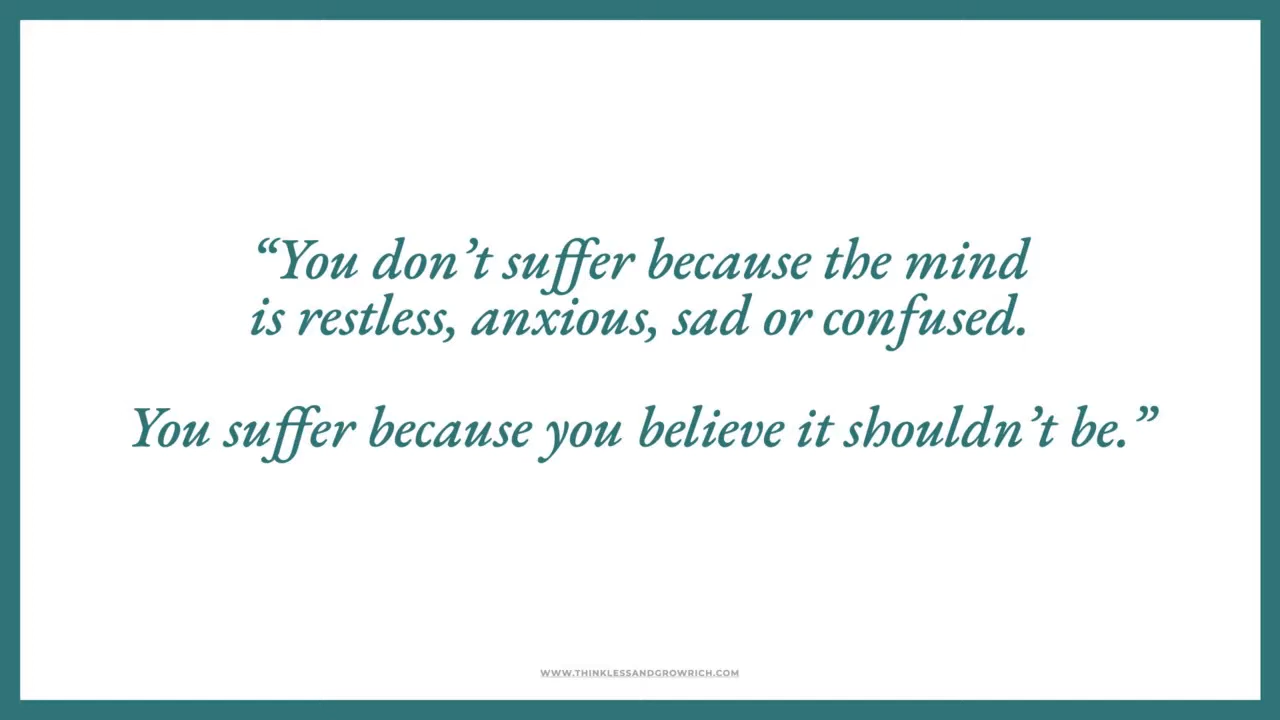 “You don’t suffer because the mind
is restless, anxious, sad or confused.
You suffer because you believe it shouldn’t be.”
WWW.THINKLESSANDGROWRICH.COM